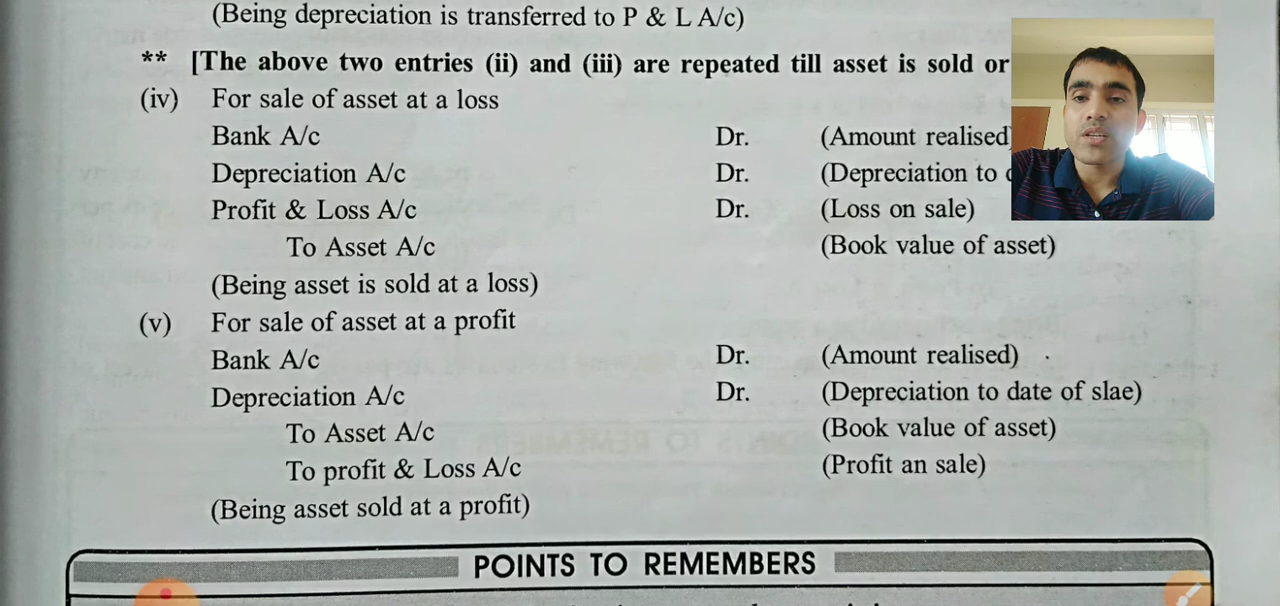 (Being depreciation is transferred to P & L A/c)
** [The above two entries (ii) and (iii) are repeated till asset is sold or
(iv) For sale of asset at a loss
Bank A/c Dr. (Amount realised)
Depreciation A/c Dr. (Depreciation to
Profit & Loss A/c Dr. (Loss on sale)
To Asset A/c (Book value of asset)
(Being asset is sold at a loss)
(v) For sale of asset at a profit
Bank A/c Dr. (Amount realised)
Depreciation A/c Dr. (Depreciation to date of slae)
To Asset A/c (Book value of asset)
To profit & Loss A/c (Profit an sale)
(Being asset sold at a profit)
POINTS TO REMEMBERS